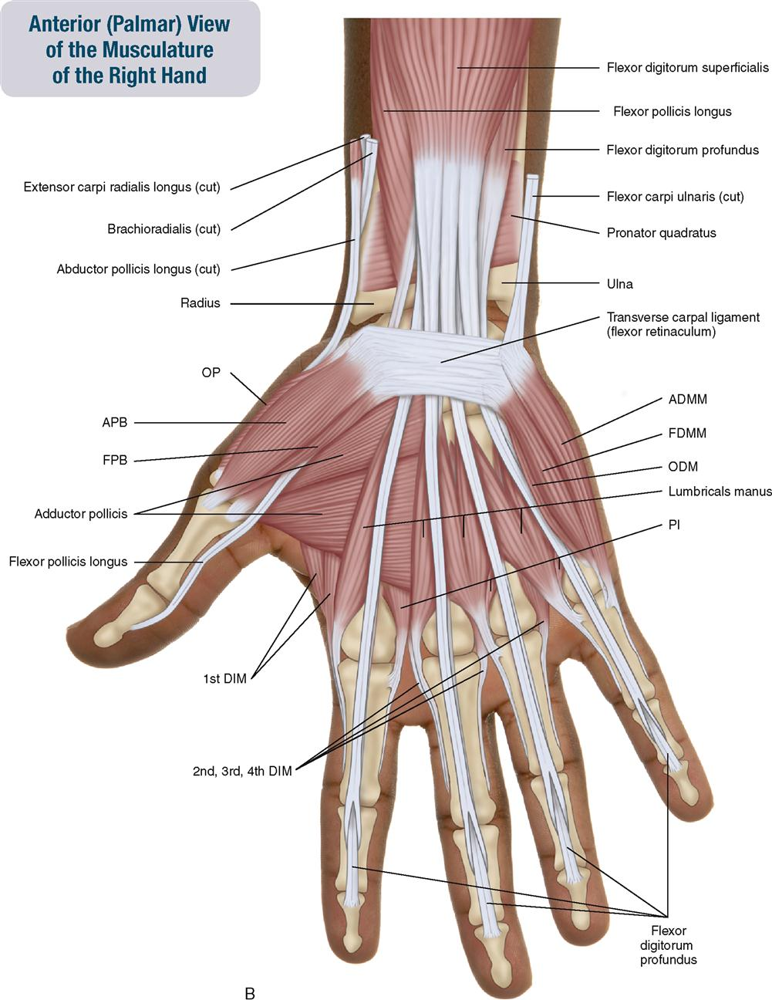 Anterior (Palmar) View
of the Musculature
of the Right Hand
Flexor digitorum superficialis
Flexor pollicis longus
Flexor digitorum profundus
Extensor carpi radialis longus (cut)
Flexor carpi ulnaris (cut)
Brachioradialis (cut)
Pronator quadratus
Abductor pollicis longus (cut)
Ulna
Radius
Transverse carpal ligament
(flexor retinaculum)
OP
ADMM
APB
FDMM
FPB
ODM
Lumbricals manus
Adductor pollicis
PI
Flexor pollicis longus
1st DIM
2nd, 3rd, 4th DIM
Flexor
digitorum
profundus
B